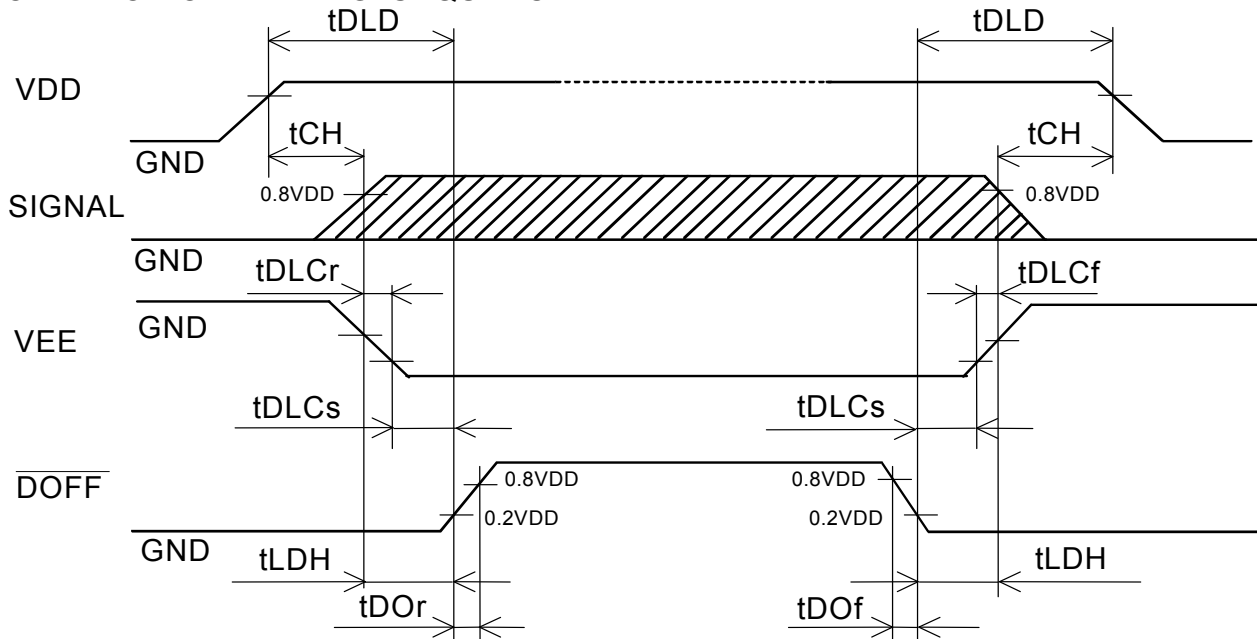 tDLD tDLD
VDD
tCH tCH
GND
0.8VDD 0.8VDD
SIGNAL
GND
tDLCr tDLCf
GND
VEE
tDLCs tDLCs
DOFF
0.8VDD 0.8VDD
0.2VDD 0.2VDD
GND
tLDH tLDH
tDOr tDOf